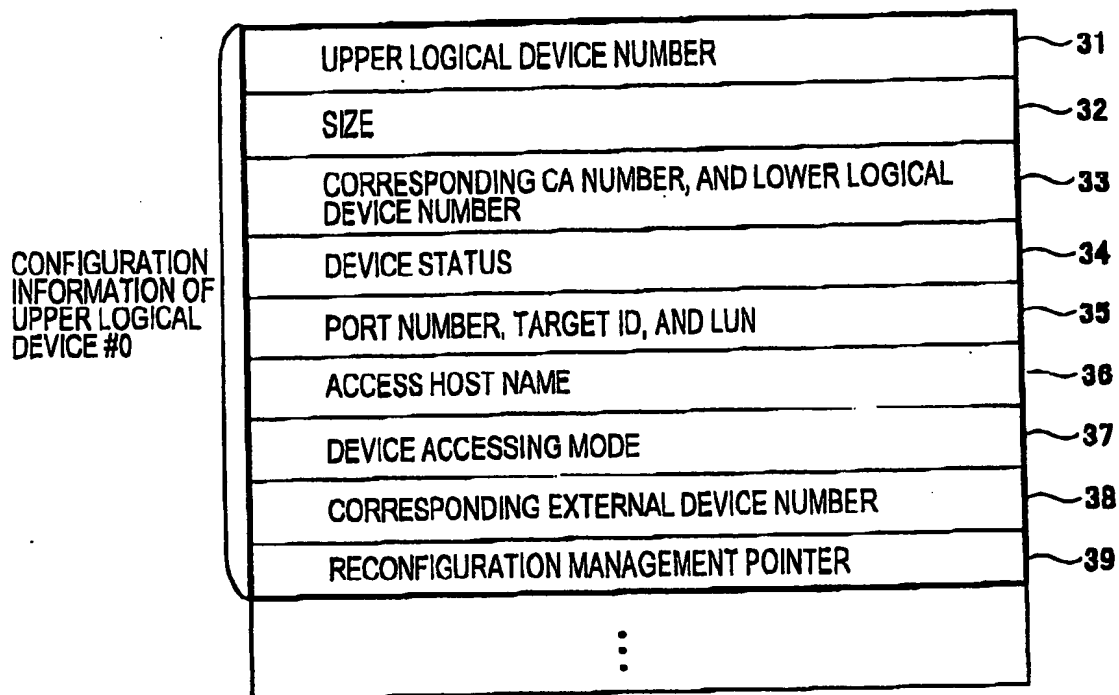 UPPER LOGICAL DEVICE NUMBER 31
SIZE 32
CORRESPONDING CA NUMBER, AND LOWER LOGICAL
DEVICE NUMBER 33
DEVICE STATUS 34
PORT NUMBER, TARGET ID, AND LUN 35
ACCESS HOST NAME 36
DEVICE ACCESSING MODE 37
CORRESPONDING EXTERNAL DEVICE NUMBER 38
RECONFIGURATION MANAGEMENT POINTER 39
CONFIGURATION
INFORMATION OF
UPPER LOGICAL
DEVICE #0